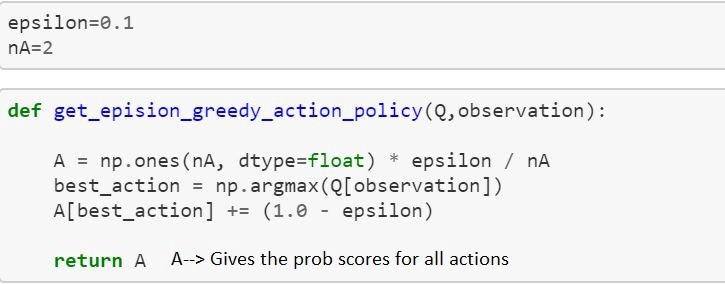 epsilon=0.1
nA=2
def get_epision_greedy_action_policy(Q,observation):
A = np.ones(nA, dtype=float) * epsilon / nA
best_action = np.argmax(Q[observation])
A[best_action] += (1.0 - epsilon)
return A A--> Gives the prob scores for all actions